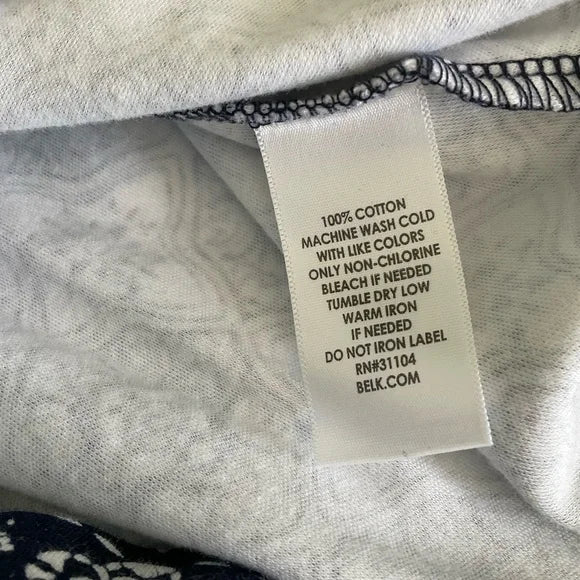 100% COTTON
MACHINE WASH COLD
WITH LIKE COLORS
ONLY NON-CHLORINE
BLEACH IF NEEDED
TUMBLE DRY LOW
WARM IRON
IF NEEDED
DO NOT IRON LABEL
RN#31104
BELK.COM